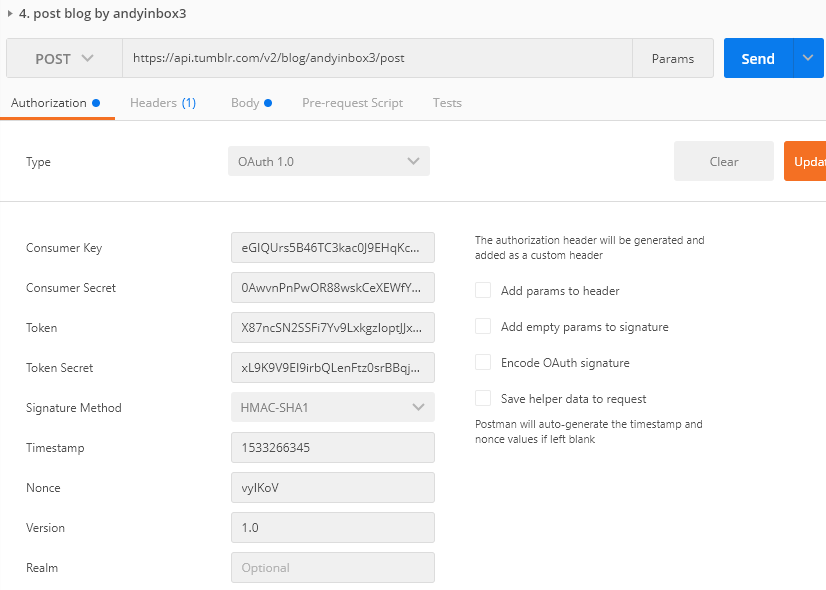 4. post blog by andyinbox3
POST https://api.tumblr.com/v2/blog/andyinbox3/post Params Send
Authorization Headers (1) Body Pre-request Script Tests
Type OAuth 1.0 Clear Updat
Consumer Key eGIQUrs5B46TC3kac0J9EHqKc...
Consumer Secret 0AwvnPnPwOR88wskCeXEWfY...
Token X87ncSN2SSFi7Yv9LxkgzIoptJJx...
Token Secret xL9K9V9EI9irbQLenFtz0srBBqj...
Signature Method HMAC-SHA1
Timestamp 1533266345
Nonce vyIKoV
Version 1.0
Realm Optional
The authorization header will be generated and
added as a custom header
Add params to header
Add empty params to signature
Encode OAuth signature
Save helper data to request
Postman will auto-generate the timestamp and
nonce values if left blank